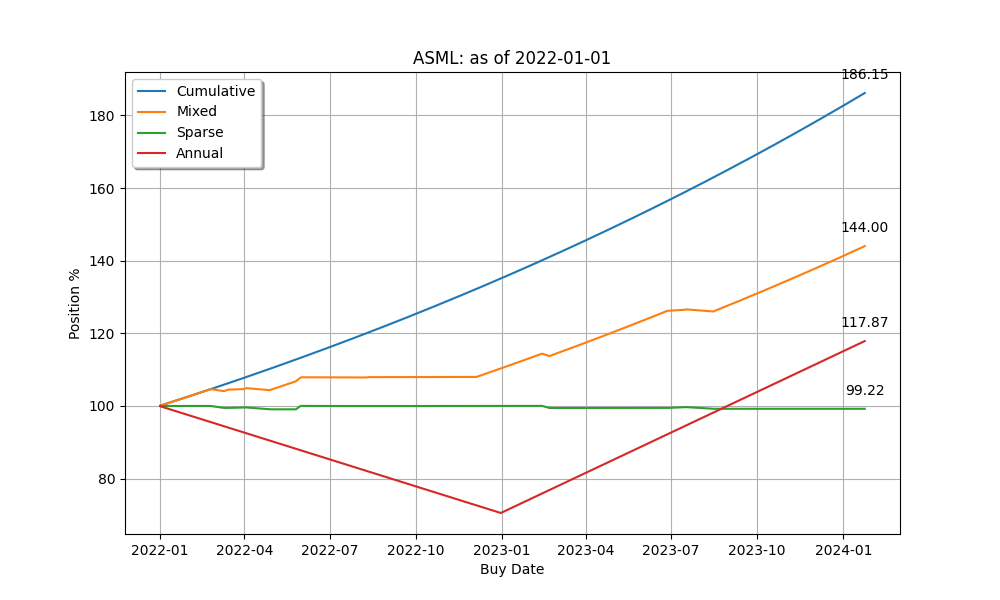 ASML: as of 2022-01-01
Cumulative
Mixed
Sparse
Annual
186.15
144.00
117.87
99.22
180
160
140
120
100
80
Position %
2022-01 2022-04 2022-07 2022-10 2023-01 2023-04 2023-07 2023-10 2024-01
Buy Date